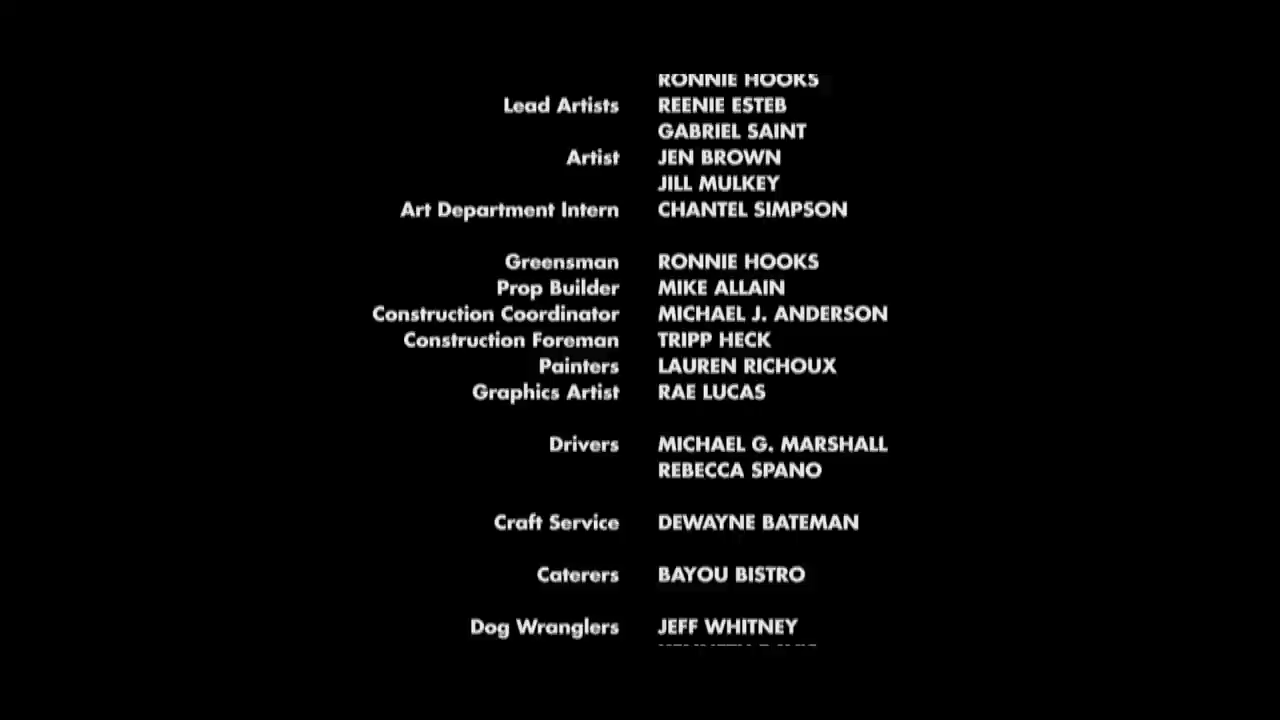 RONNIE HOOKS
Lead Artists REENIE ESTEB
GABRIEL SAINT
Artist JEN BROWN
JILL MULKEY
Art Department Intern CHANTEL SIMPSON
Greensman RONNIE HOOKS
Prop Builder MIKE ALLAIN
Construction Coordinator MICHAEL J. ANDERSON
Construction Foreman TRIPP HECK
Painters LAUREN RICHOUX
Graphics Artist RAE LUCAS
Drivers MICHAEL G. MARSHALL
REBECCA SPANO
Craft Service DEWAYNE BATEMAN
Caterers BAYOU BISTRO
Dog Wranglers JEFF WHITNEY